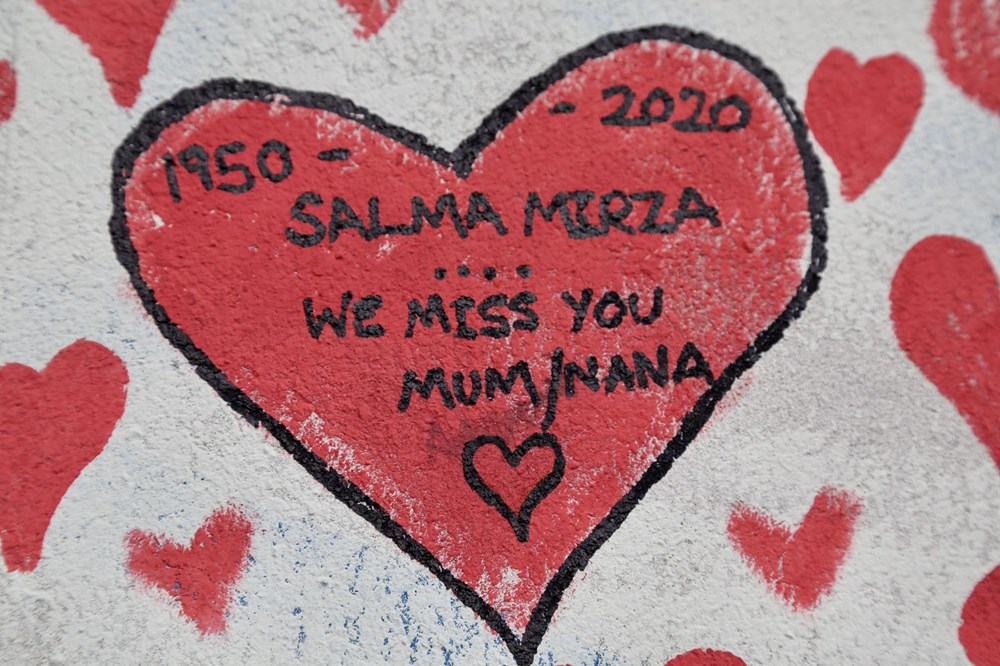 1950 - - 2020
SALMA MIRZA
....
WE MISS YOU
MUM/NANA